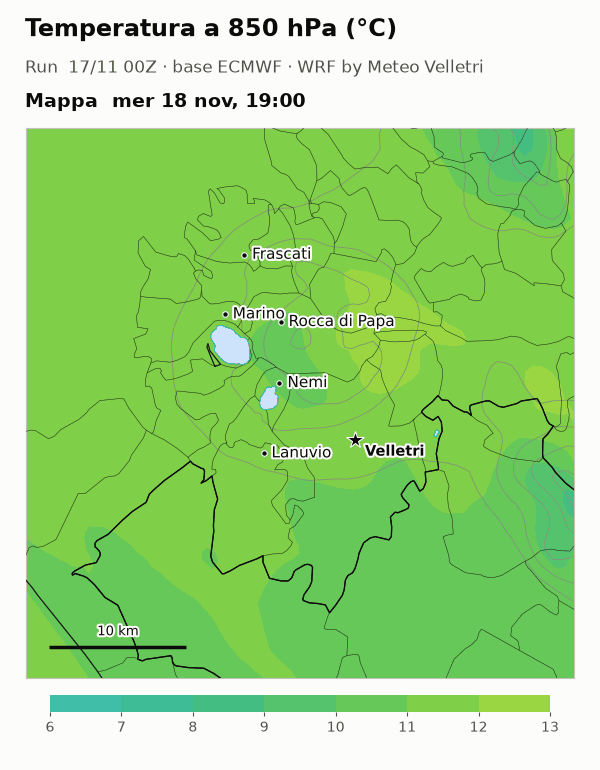 Temperatura a 850 hPa (°C)
Run  17/11 00Z · base ECMWF · WRF by Meteo Velletri
Mappa  mer 18 nov, 19:00
Frascati
Marino
Rocca di Papa
Nemi
Velletri
Lanuvio
10 km
6 7 8 9 10 11 12 13